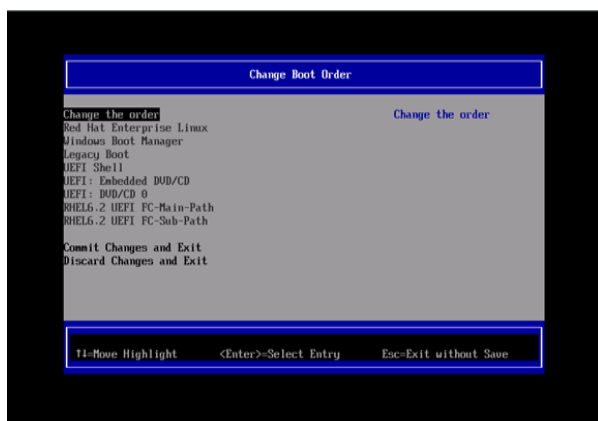 Change Boot Order
Change the order
Change the order
Red Hat Enterprise Linux
Windows Boot Manager
Legacy Boot
UEFI Shell
UEFI: Embedded DVD/CD
UEFI: DVD/CD 0
RHEL6.2 UEFI FC-Main-Path
RHEL6.2 UEFI FC-Sub-Path
Commit Changes and Exit
Discard Changes and Exit
↑↓=Move Highlight <Enter>=Select Entry Esc=Exit without Save